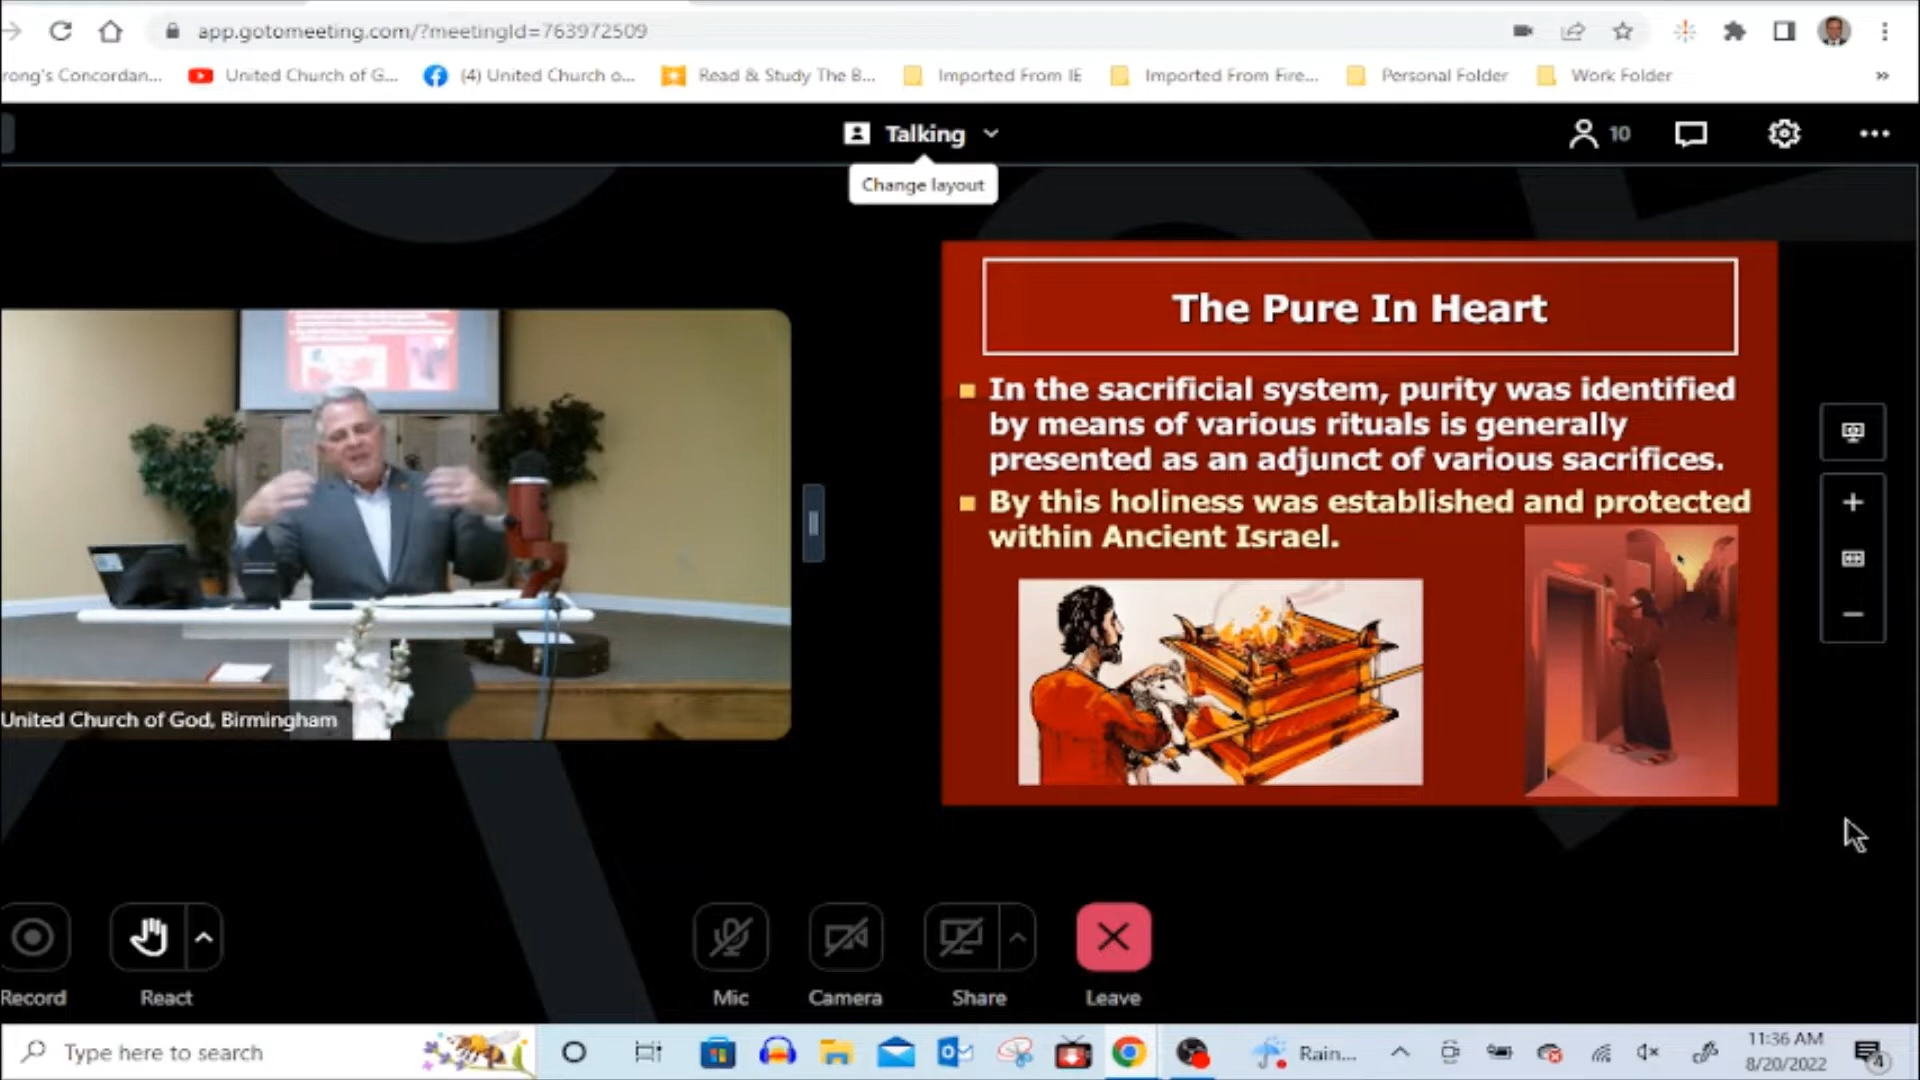 app.gotomeeting.com/?meetingId=763972509
rong's Concordan...
United Church of G...
(4) United Church o...
Read & Study The B...
Imported From IE
Imported From Fire...
Personal Folder
Work Folder
»
Talking
10
Change layout
The Pure In Heart
In the sacrificial system, purity was identified
by means of various rituals is generally
presented as an adjunct of various sacrifices.
By this holiness was established and protected
within Ancient Israel.
United Church of God, Birmingham
Record
React
Mic
Camera
Share
Leave
Type here to search
Rain...
11:36 AM
8/20/2022
4